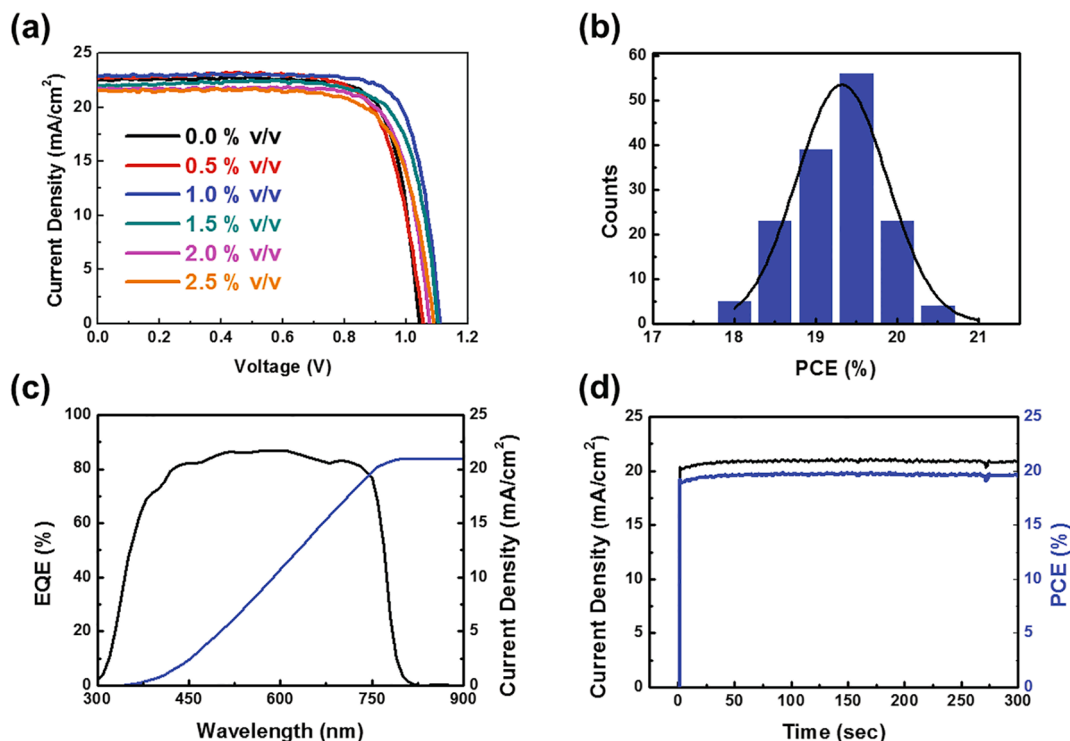 (a)
25
20
15
10
5
0
Current Density (mA/cm²)
0.0 % v/v
0.5 % v/v
1.0 % v/v
1.5 % v/v
2.0 % v/v
2.5 % v/v
0.0 0.2 0.4 0.6 0.8 1.0 1.2
Voltage (V)
(b)
60
50
40
30
20
10
0
Counts
17 18 19 20 21
PCE (%)
(c)
100
80
60
40
20
0
EQE (%)
25
20
15
10
5
0
Current Density (mA/cm²)
300 450 600 750 900
Wavelength (nm)
(d)
25
20
15
10
5
0
Current Density (mA/cm²)
25
20
15
10
5
0
PCE (%)
0 50 100 150 200 250 300
Time (sec)